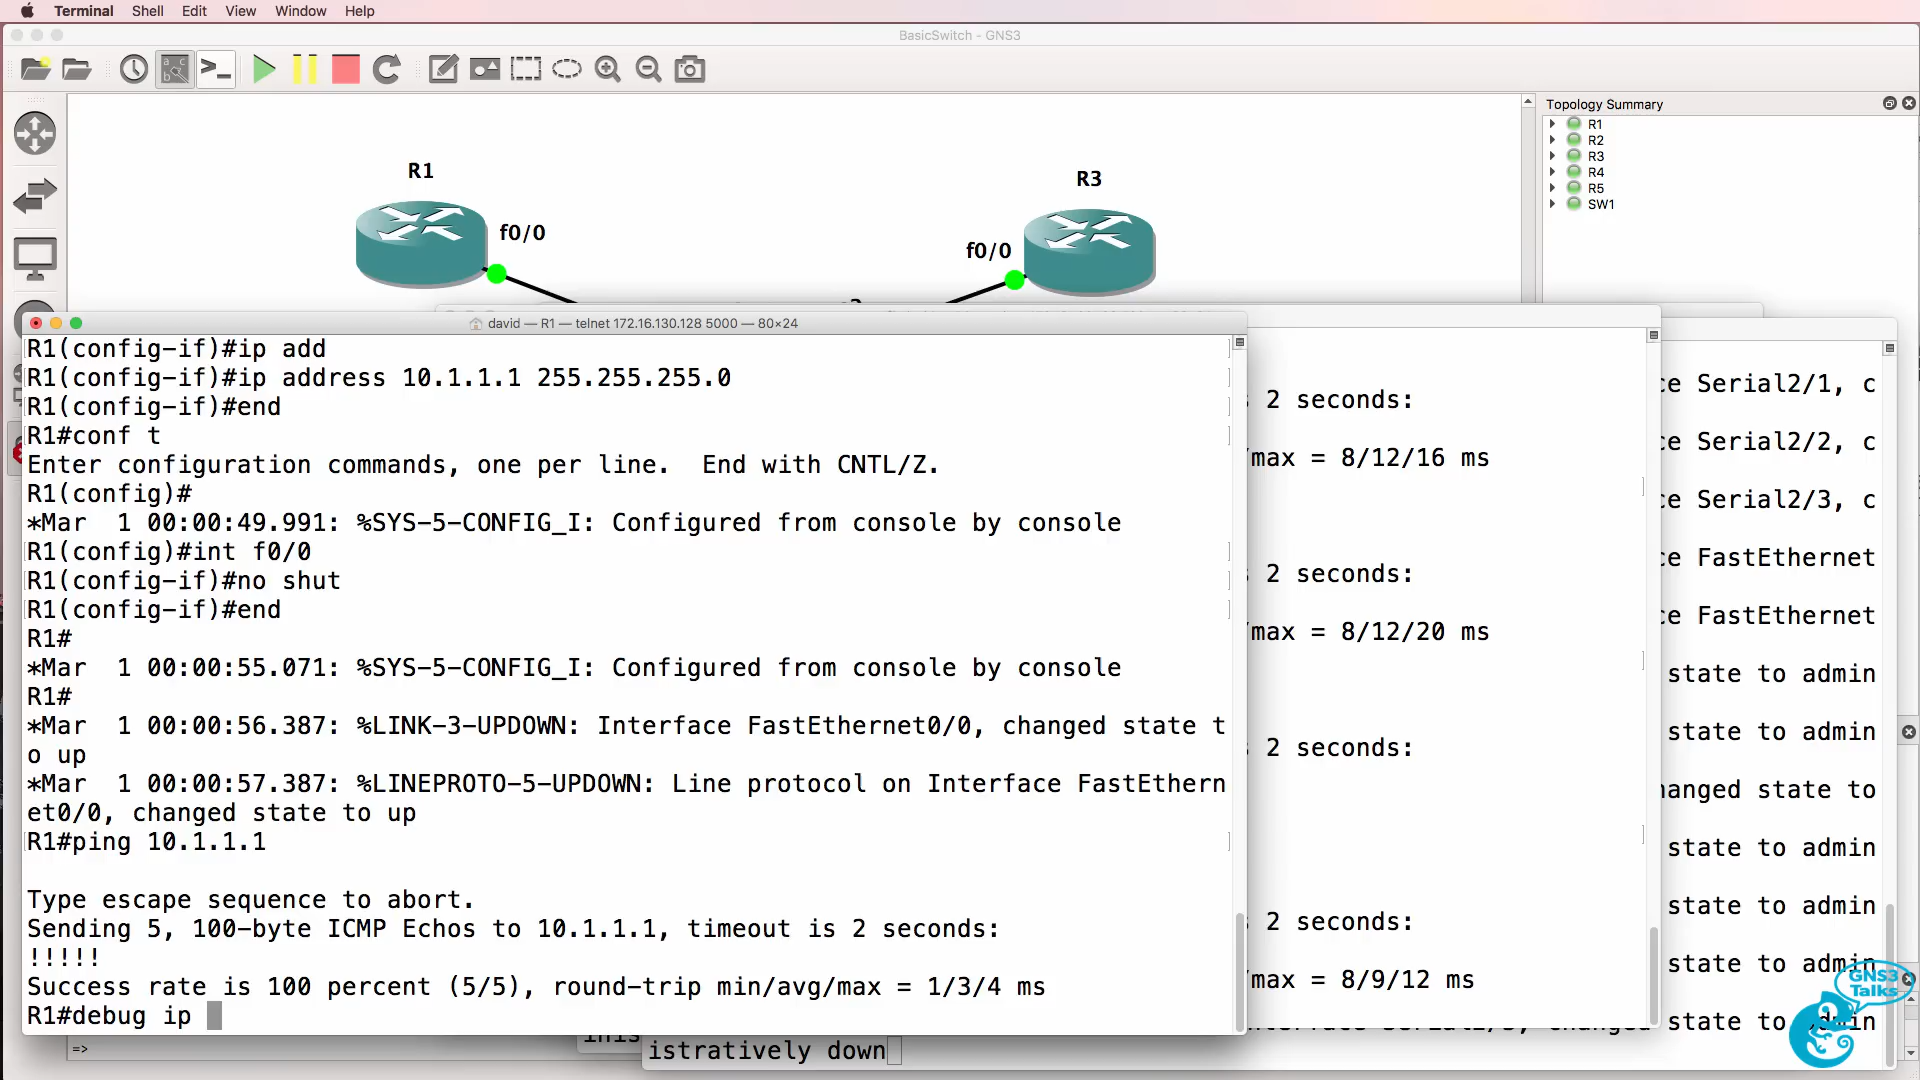 Terminal Shell Edit View Window Help
BasicSwitch - GNS3
Topology Summary
R1
R2
R3
R4
R5
SW1
R1
f0/0
R3
f0/0
david — R1 — telnet 172.16.130.128 5000 — 80×24
R1(config-if)#ip add
R1(config-if)#ip address 10.1.1.1 255.255.255.0
R1(config-if)#end
R1#conf t
Enter configuration commands, one per line.  End with CNTL/Z.
R1(config)#
*Mar  1 00:00:49.991: %SYS-5-CONFIG_I: Configured from console by console
R1(config)#int f0/0
R1(config-if)#no shut
R1(config-if)#end
R1#
*Mar  1 00:00:55.071: %SYS-5-CONFIG_I: Configured from console by console
R1#
*Mar  1 00:00:56.387: %LINK-3-UPDOWN: Interface FastEthernet0/0, changed state t
o up
*Mar  1 00:00:57.387: %LINEPROTO-5-UPDOWN: Line protocol on Interface FastEthern
et0/0, changed state to up
R1#ping 10.1.1.1
Type escape sequence to abort.
Sending 5, 100-byte ICMP Echos to 10.1.1.1, timeout is 2 seconds:
!!!!!
Success rate is 100 percent (5/5), round-trip min/avg/max = 1/3/4 ms
R1#debug ip
=>
2 seconds:
/max = 8/12/16 ms
2 seconds:
/max = 8/12/20 ms
2 seconds:
2 seconds:
/max = 8/9/12 ms
ce Serial2/1, c
ce Serial2/2, c
ce Serial2/3, c
ce FastEthernet
ce FastEthernet
state to admin
state to admin
hanged state to
state to admin
state to admin
state to admin
state to admin
istratively down
GNS3
Talks